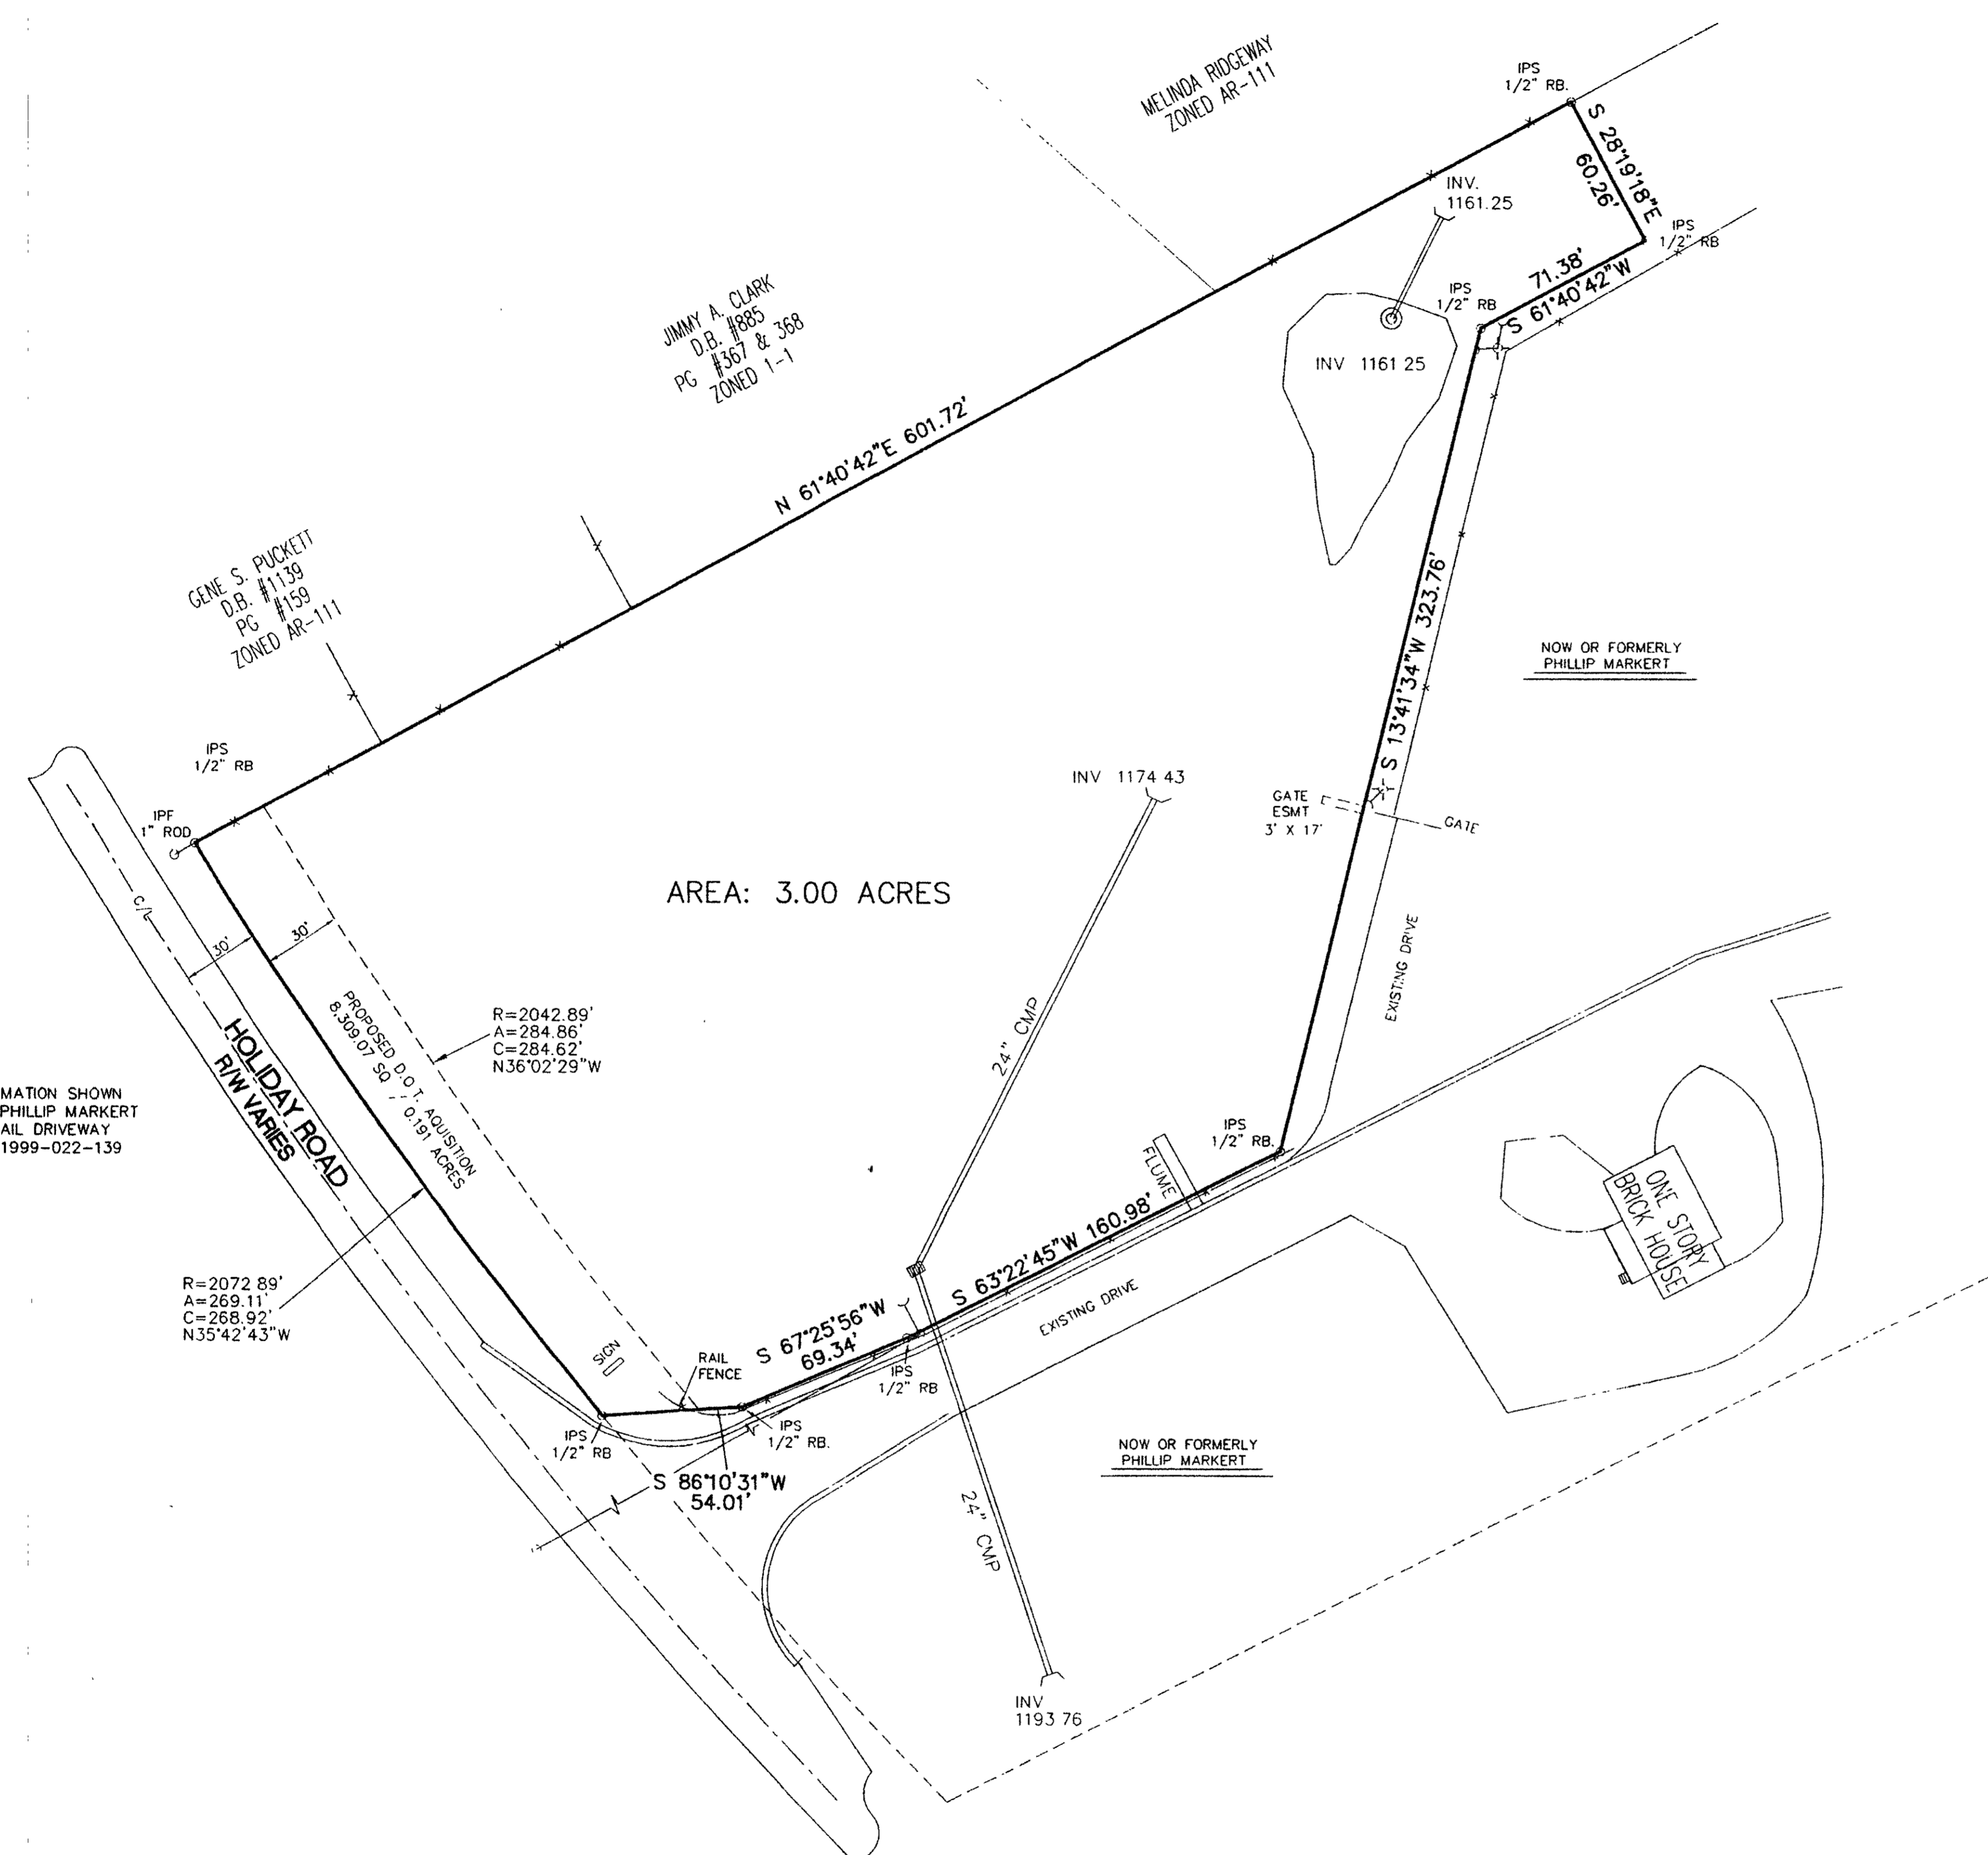 MELINDA RIDGEWAY
ZONED AR-111
IPS
1/2" RB.
S 28°19'18"E
60.26'
INV.
1161.25
IPS
1/2" RB
71.38'
S 61°40'42"W
IPS
1/2" RB
INV 1161 25
JIMMY A. CLARK
D.B. #885
PG #367 & 368
ZONED 1-1
N 61°40'42"E 601.72'
GENE S. PUCKETT
D.B. #1139
PG #159
ZONED AR-111
S 13°41'34"W 323.76'
NOW OR FORMERLY
PHILLIP MARKERT
IPS
1/2" RB
IPF
1" ROD
INV 1174 43
GATE
ESMT
3' X 17'
GATE
AREA: 3.00 ACRES
C/L
30'
30'
EXISTING DRIVE
PROPOSED D.O.T. AQUISITION
8,309.07 SQ // 0.191 ACRES
R=2042.89'
A=284.86'
C=284.62'
N36°02'29"W
24" CMP
HOLIDAY ROAD
R/W VARIES
MATION SHOWN
PHILLIP MARKERT
AIL DRIVEWAY
1999-022-139
IPS
1/2" RB.
FLUME
ONE STORY
BRICK HOUSE
S 63°22'45"W 160.98'
R=2072 89'
A=269.11'
C=268.92'
N35°42'43"W
EXISTING DRIVE
S 67°25'56"W
69.34'
SIGN
RAIL
FENCE
IPS
1/2" RB
IPS
1/2" RB
IPS
1/2" RB.
NOW OR FORMERLY
PHILLIP MARKERT
S 86°10'31"W
54.01'
24" CMP
INV
1193 76